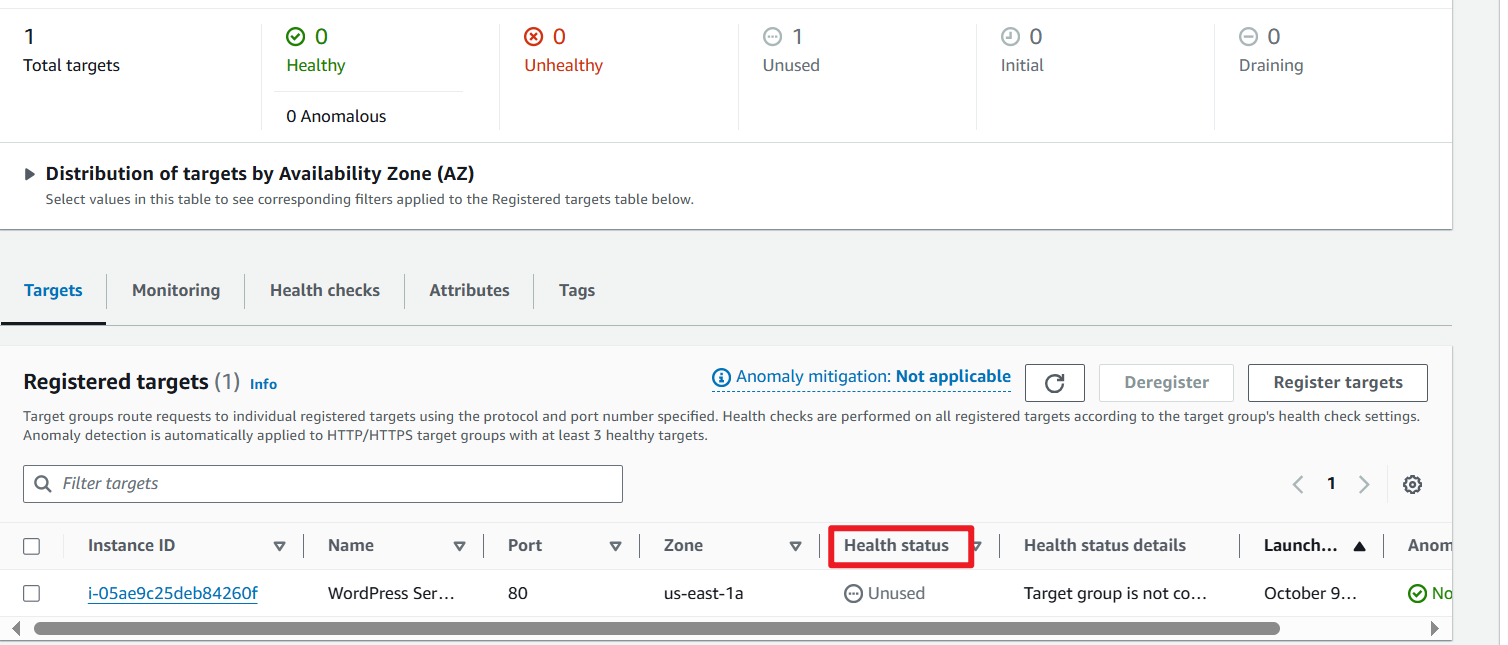 1
Total targets
0
Healthy
0 Anomalous
0
Unhealthy
1
Unused
0
Initial
0
Draining
Distribution of targets by Availability Zone (AZ)
Select values in this table to see corresponding filters applied to the Registered targets table below.
Targets
Monitoring
Health checks
Attributes
Tags
Registered targets (1) Info
Anomaly mitigation: Not applicable
Deregister
Register targets
Target groups route requests to individual registered targets using the protocol and port number specified. Health checks are performed on all registered targets according to the target group's health check settings.
Anomaly detection is automatically applied to HTTP/HTTPS target groups with at least 3 healthy targets.
Filter targets
1
Instance ID Name Port Zone Health status Health status details Launch... Anom
i-05ae9c25deb84260f WordPress Ser... 80 us-east-1a Unused Target group is not co... October 9... No